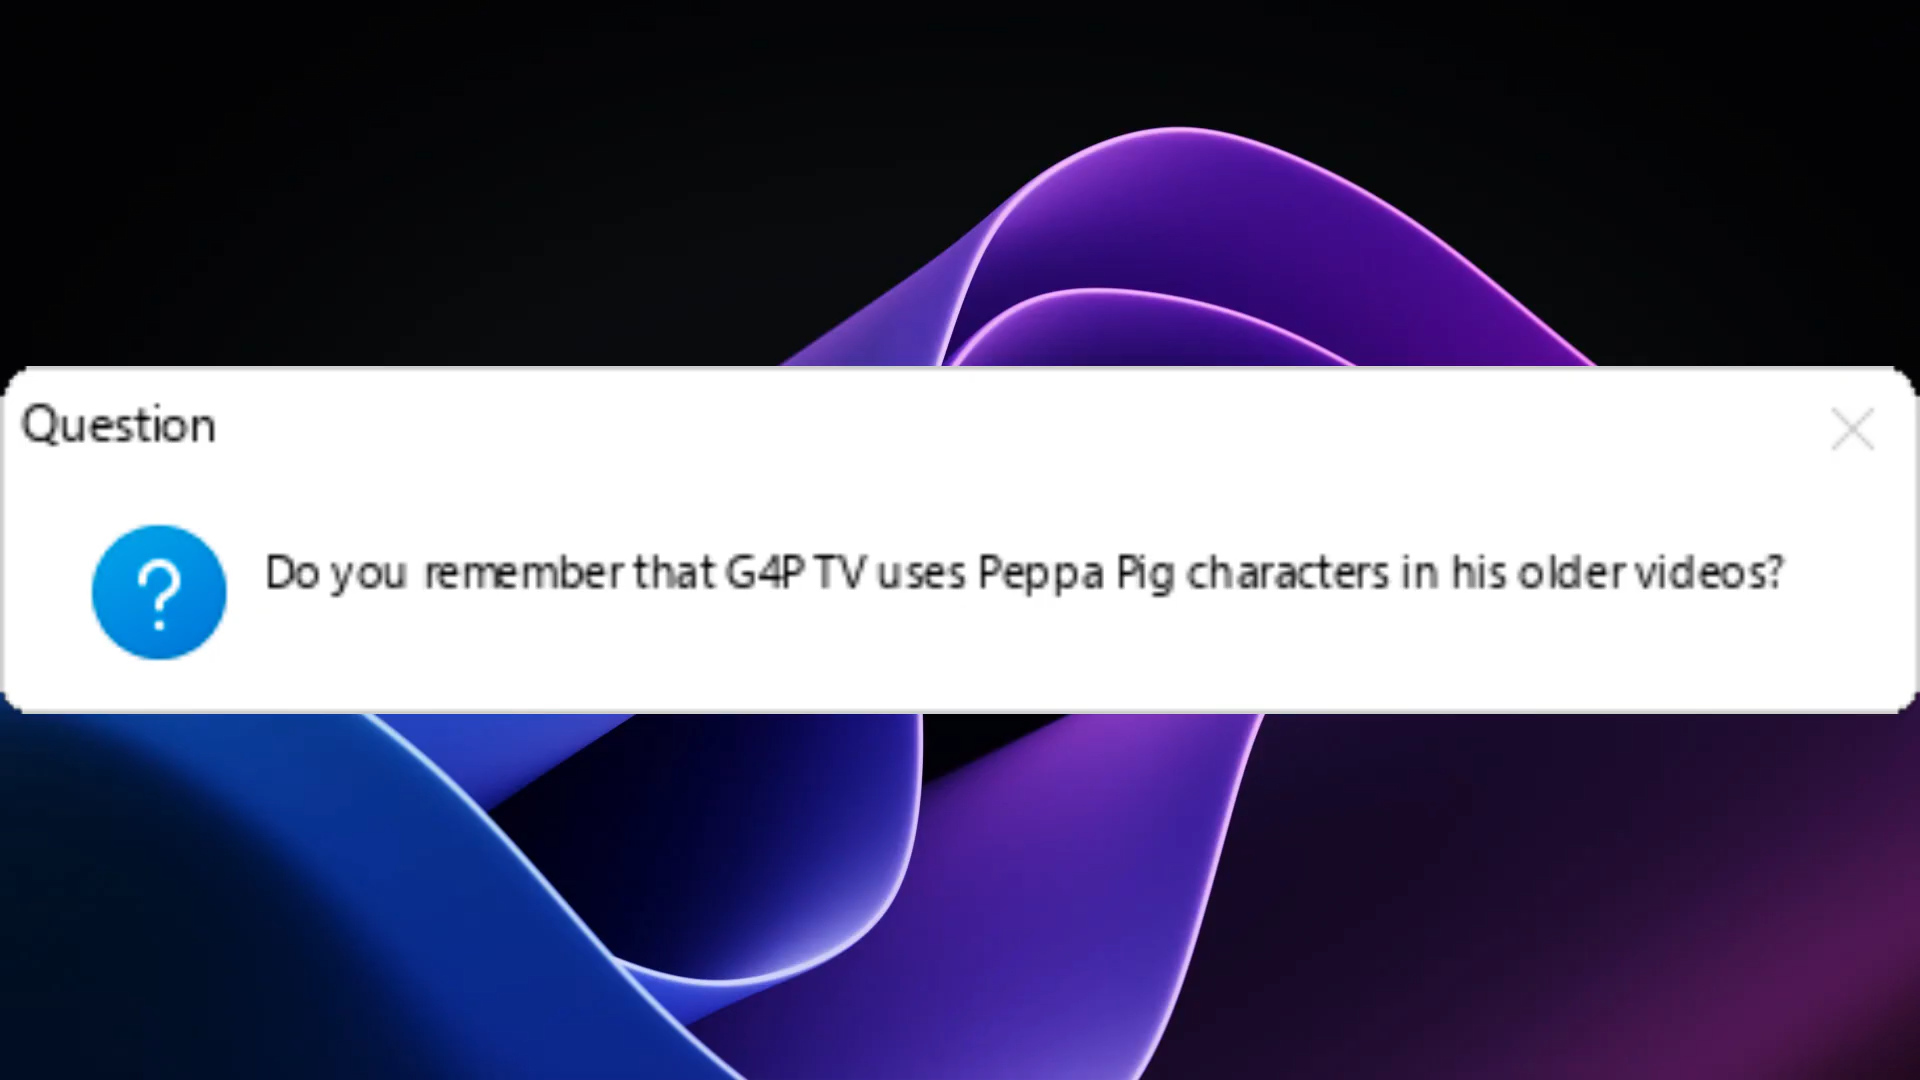 Question
Do you remember that G4P TV uses Peppa Pig characters in his older videos?